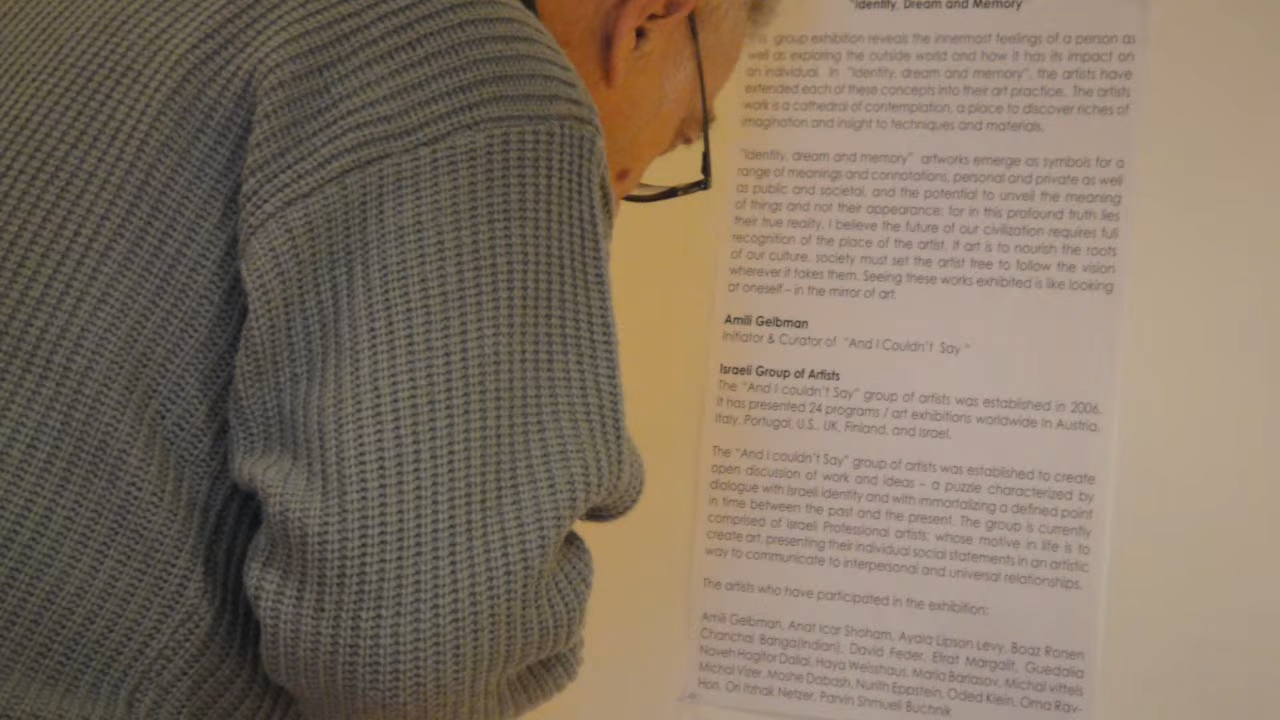 "Identity, Dream and Memory
This group exhibition reveals the innermost feelings of a person as
well as exploring the outside world and how it has its impact on
an individual. In "Identity, dream and memory", the artists have
extended each of these concepts into their art practice. The artists
work is a cathedral of contemplation, a place to discover riches of
imagination and insight to techniques and materials.
"Identity, dream and memory" artworks emerge as symbols for a
range of meanings and connotations, personal and private as well
as public and societal, and the potential to unveil the meaning
of things and not their appearance; for in this profound truth lies
their true reality. I believe the future of our civilization requires full
recognition of the place of the artist. If art is to nourish the roots
of our culture, society must set the artist free to follow the vision
wherever it takes them. Seeing these works exhibited is like looking
at oneself – in the mirror of art.
Amili Gelbman
Initiator & Curator of "And I Couldn't Say "
Israeli Group of Artists
The "And I couldn't Say" group of artists was established in 2006.
It has presented 24 programs / art exhibitions worldwide In Austria,
Italy, Portugal, U.S., UK, Finland, and Israel.
The "And I couldn't Say" group of artists was established to create
open discussion of work and ideas – a puzzle characterized by
dialogue with Israeli identity and with immortalizing a defined point
in time between the past and the present. The group is currently
comprised of Israeli Professional artists; whose motive in life is to
create art, presenting their individual social statements in an artistic
way to communicate to interpersonal and universal relationships.
The artists who have participated in the exhibition:
Amili Gelbman, Anat Icar Shoham, Ayala Lipson Levy, Boaz Ronen
Chanchal Banga(Indian), David Feder, Efrat Margalit, Guedalia
Naveh Hagitor Dallal, Haya Weisshaus, Maria Barlasov, Michal Vittels
Michal Vizer, Moshe Dabash, Nurith Eppstein, Oded Klein, Orna Rav-
Hon, Ori Itzhak Netzer, Parvin Shmueli Buchnik